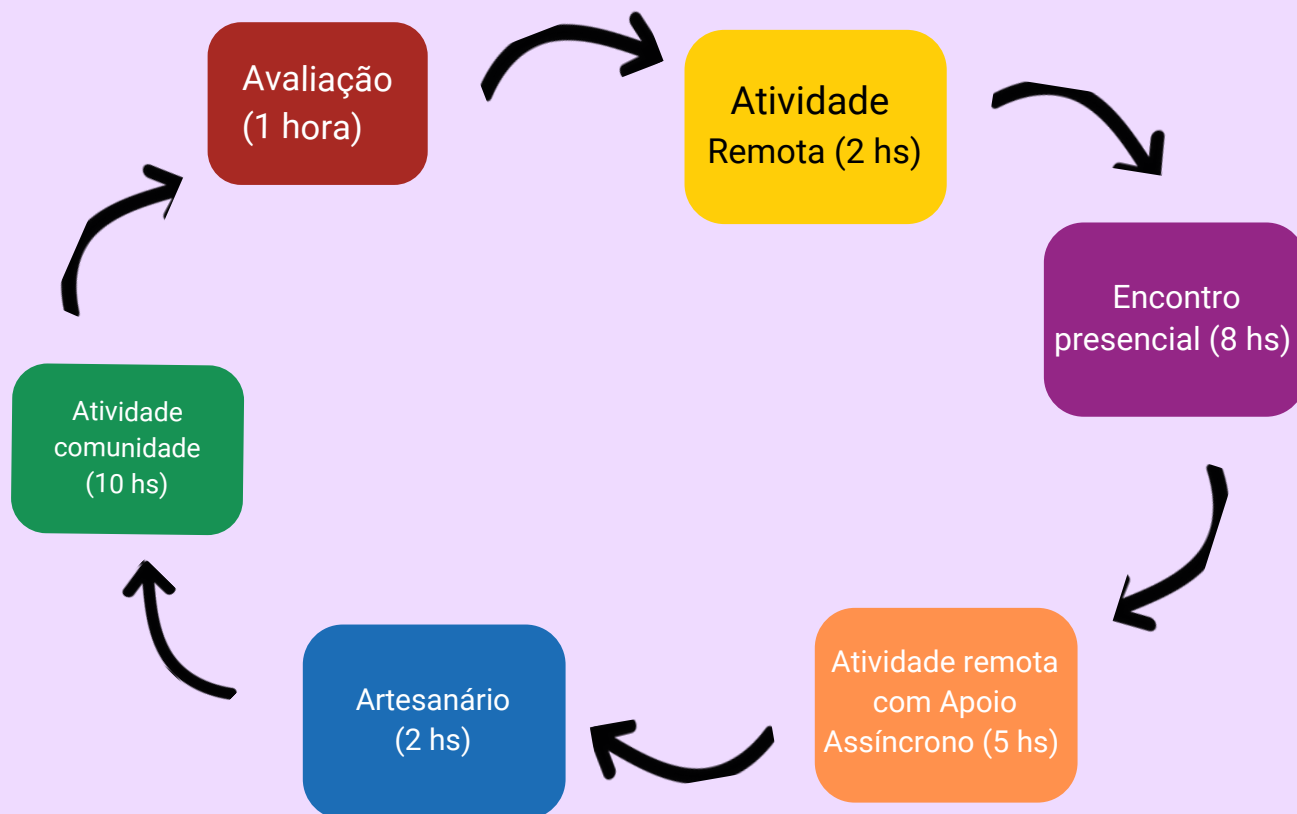 Avaliação
(1 hora)
Atividade
Remota (2 hs)
Encontro
presencial (8 hs)
Atividade remota
com Apoio
Assíncrono (5 hs)
Artesanário
(2 hs)
Atividade
comunidade
(10 hs)